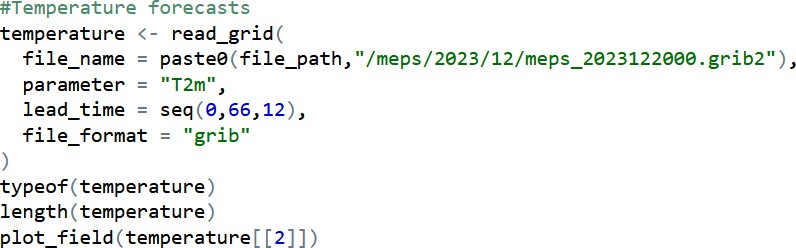 #Temperature forecasts
temperature <- read_grid(
  file_name = paste0(file_path,"/meps/2023/12/meps_2023122000.grib2"),
  parameter = "T2m",
  lead_time = seq(0,66,12),
  file_format = "grib"
)
typeof(temperature)
length(temperature)
plot_field(temperature[[2]])